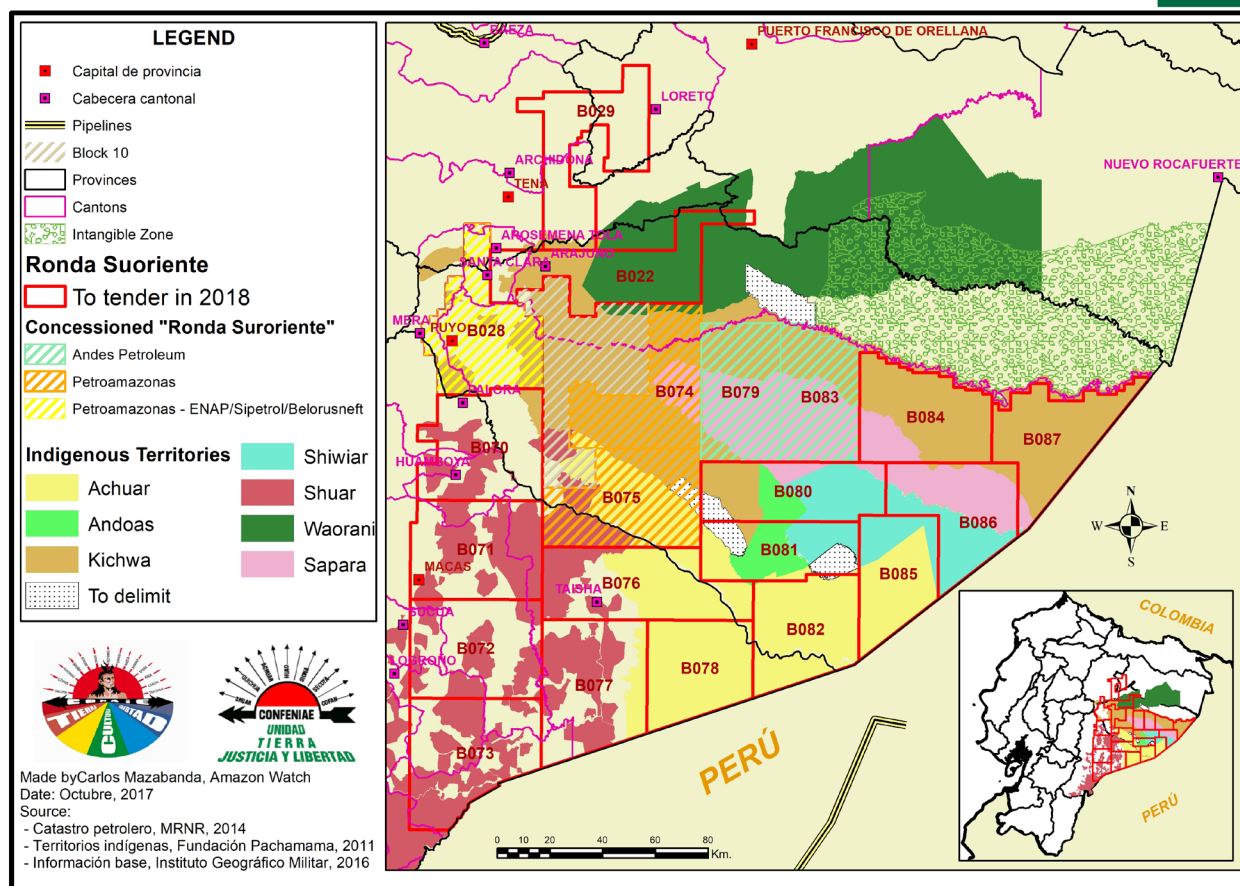 LEGEND
Capital de provincia
Cabecera cantonal
Pipelines
Block 10
Provinces
Cantons
Intangible Zone
Ronda Suoriente
To tender in 2018
Concessioned "Ronda Suroriente"
Andes Petroleum
Petroamazonas
Petroamazonas - ENAP/Sipetrol/Belorusneft
Indigenous Territories
Achuar
Andoas
Kichwa
To delimit
Shiwiar
Shuar
Waorani
Sapara
TIERRA
CULTURA
CONFENIAE
UNIDAD
TIERRA
JUSTICIA Y LIBERTAD
Made byCarlos Mazabanda, Amazon Watch
Date: Octubre, 2017
Source:
- Catastro petrolero, MRNR, 2014
- Territorios indígenas, Fundación Pachamama, 2011
- Información base, Instituto Geográfico Militar, 2016
BAEZA
PUERTO FRANCISCO DE ORELLANA
B029
LORETO
ARCHIDONA
TENA
NUEVO ROCAFUERTE
AROSEMENA TOLA
SANTA CLARA
ARAJUNO
B022
MERA
PUYO
B028
PALORA
B074
B079
B083
B084
B087
B070
HUAMBOYA
B075
B080
B086
B071
B081
B085
MACAS
B076
TAISHA
SUCUA
B082
B072
LOGROÑO
B077
B078
B073
PERÚ
N
W
E
S
0 10 20 40 60 80
Km.
COLOMBIA
PERÚ